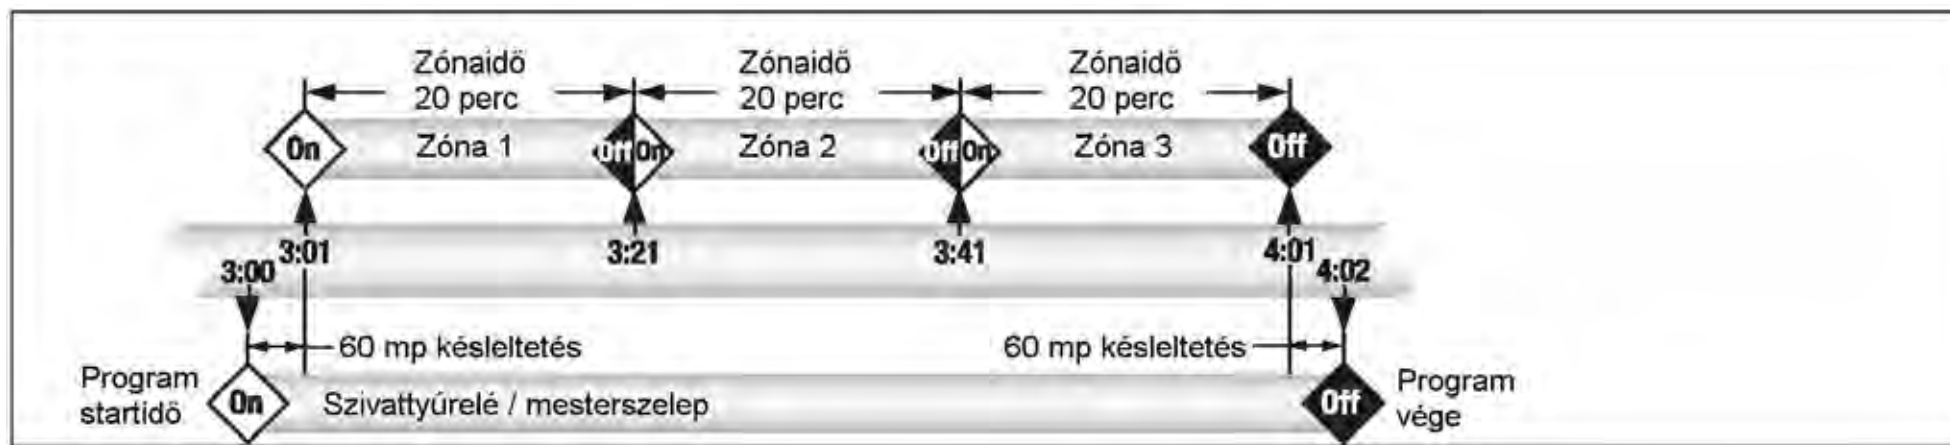 Zónaidő Zónaidő Zónaidő
20 perc 20 perc 20 perc
On Zóna 1 Off On Zóna 2 Off On Zóna 3 Off
3:01 3:21 3:41 4:01
3:00 4:02
60 mp késleltetés 60 mp késleltetés
Program Program
startidő On Szivattyúrelé / mesterszelep Off vége